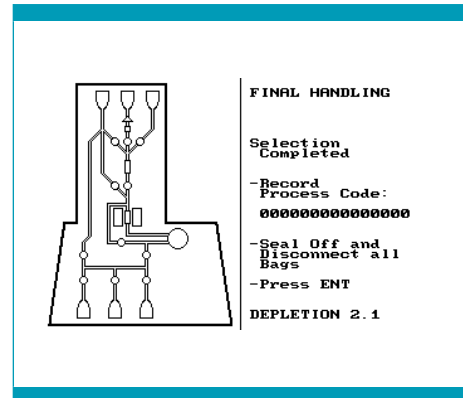 FINAL HANDLING
Selection
Completed
-Record
Process Code:
000000000000000
-Seal Off and
Disconnect all
Bags
-Press ENT
DEPLETION 2.1